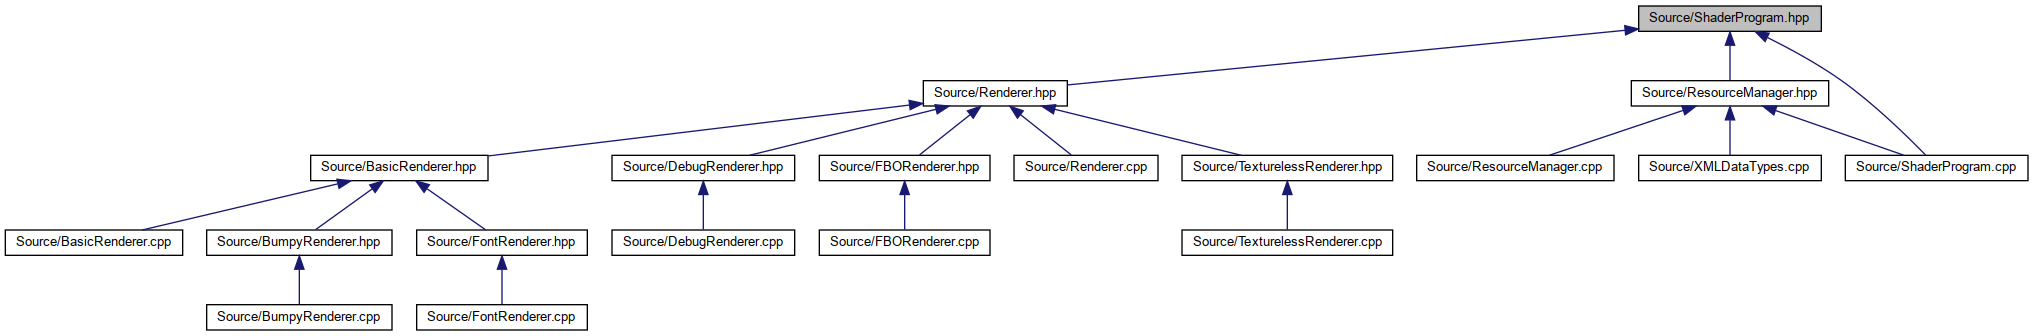 Source/ShaderProgram.hpp
Source/Renderer.hpp
Source/ResourceManager.hpp
Source/BasicRenderer.hpp
Source/DebugRenderer.hpp
Source/FBORenderer.hpp
Source/Renderer.cpp
Source/TexturelessRenderer.hpp
Source/ResourceManager.cpp
Source/XMLDataTypes.cpp
Source/ShaderProgram.cpp
Source/BasicRenderer.cpp
Source/BumpyRenderer.hpp
Source/FontRenderer.hpp
Source/DebugRenderer.cpp
Source/FBORenderer.cpp
Source/TexturelessRenderer.cpp
Source/BumpyRenderer.cpp
Source/FontRenderer.cpp